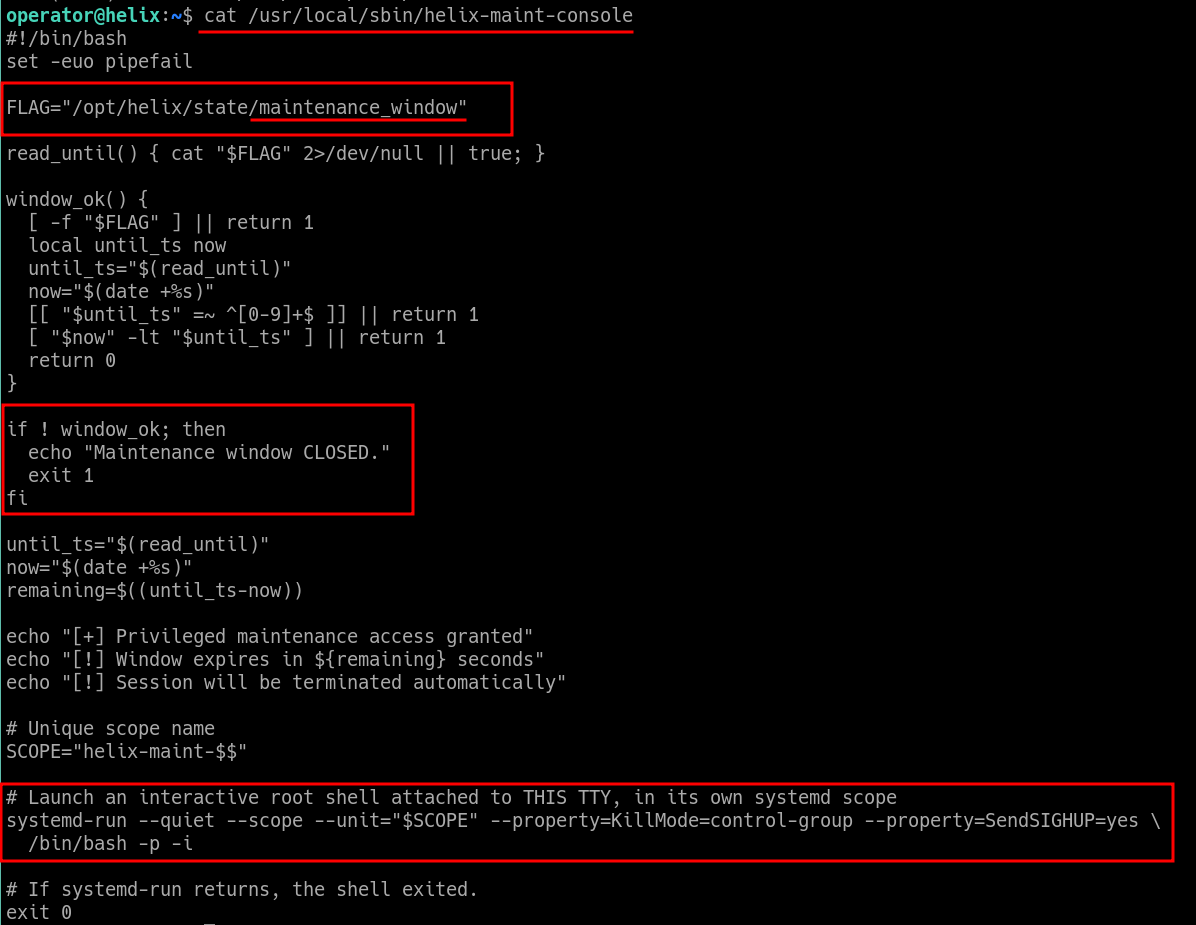 operator@helix:~$ cat /usr/local/sbin/helix-maint-console
#!/bin/bash
set -euo pipefail
FLAG="/opt/helix/state/maintenance_window"
read_until() { cat "$FLAG" 2>/dev/null || true; }
window_ok() {
  [ -f "$FLAG" ] || return 1
  local until_ts now
  until_ts="$(read_until)"
  now="$(date +%s)"
  [[ "$until_ts" =~ ^[0-9]+$ ]] || return 1
  [ "$now" -lt "$until_ts" ] || return 1
  return 0
}
if ! window_ok; then
  echo "Maintenance window CLOSED."
  exit 1
fi
until_ts="$(read_until)"
now="$(date +%s)"
remaining=$((until_ts-now))
echo "[+] Privileged maintenance access granted"
echo "[!] Window expires in ${remaining} seconds"
echo "[!] Session will be terminated automatically"
# Unique scope name
SCOPE="helix-maint-$$"
# Launch an interactive root shell attached to THIS TTY, in its own systemd scope
systemd-run --quiet --scope --unit="$SCOPE" --property=KillMode=control-group --property=SendSIGHUP=yes \
  /bin/bash -p -i
# If systemd-run returns, the shell exited.
exit 0